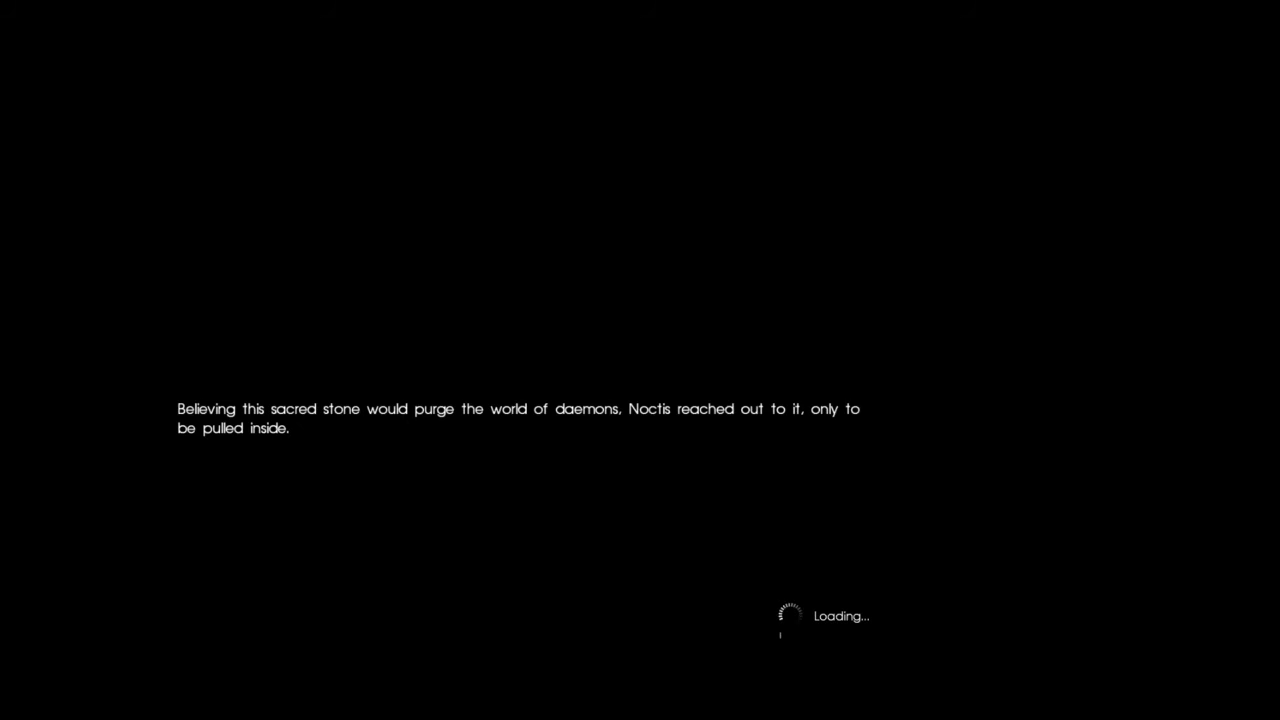 Believing this sacred stone would purge the world of daemons, Noctis reached out to it, only to
be pulled inside.
Loading...